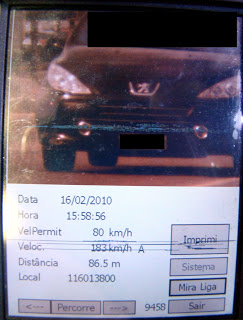 Data 16/02/2010
Hora 15:58:56
VelPermit 80 km/h
Veloc. 183 km/h A
Distância 86.5 m
Local 116013800
Imprimi
Sistema
Mira Liga
<--- Percorre ---> 9458 Sair